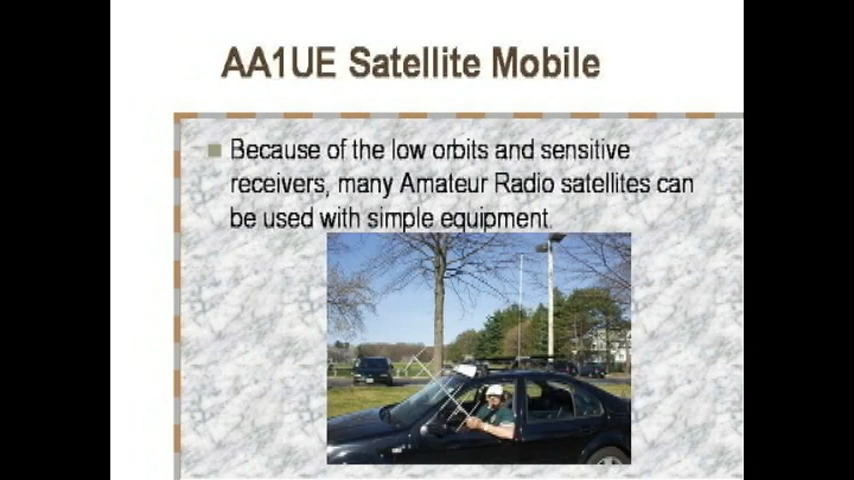 AA1UE Satellite Mobile
Because of the low orbits and sensitive
receivers, many Amateur Radio satellites can
be used with simple equipment.